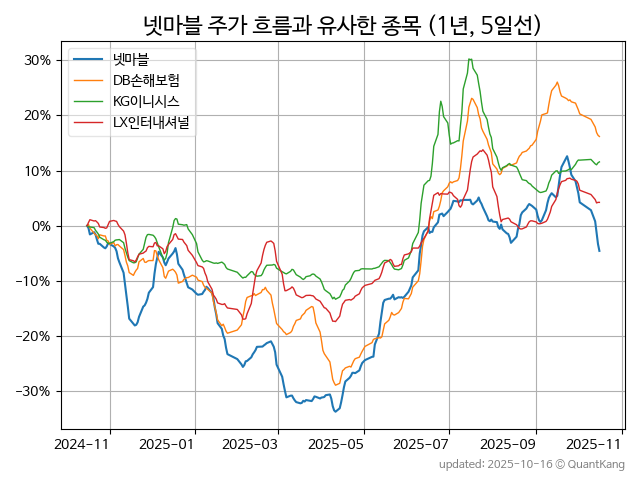 넷마블 주가 흐름과 유사한 종목 (1년, 5일선)
넷마블
DB손해보험
KG이니시스
LX인터내셔널
30%
20%
10%
0%
−10%
−20%
−30%
2024-11 2025-01 2025-03 2025-05 2025-07 2025-09 2025-11
updated: 2025-10-16 © QuantKang